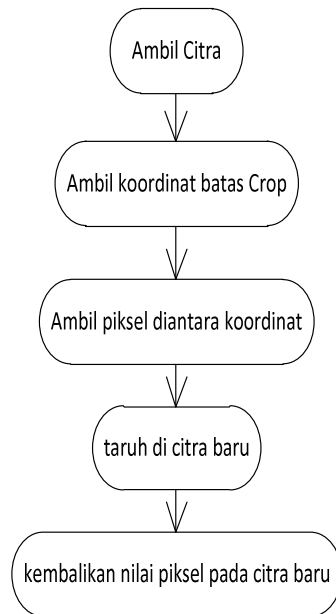 Ambil Citra
Ambil koordinat batas Crop
Ambil piksel diantara koordinat
taruh di citra baru
kembalikan nilai piksel pada citra baru